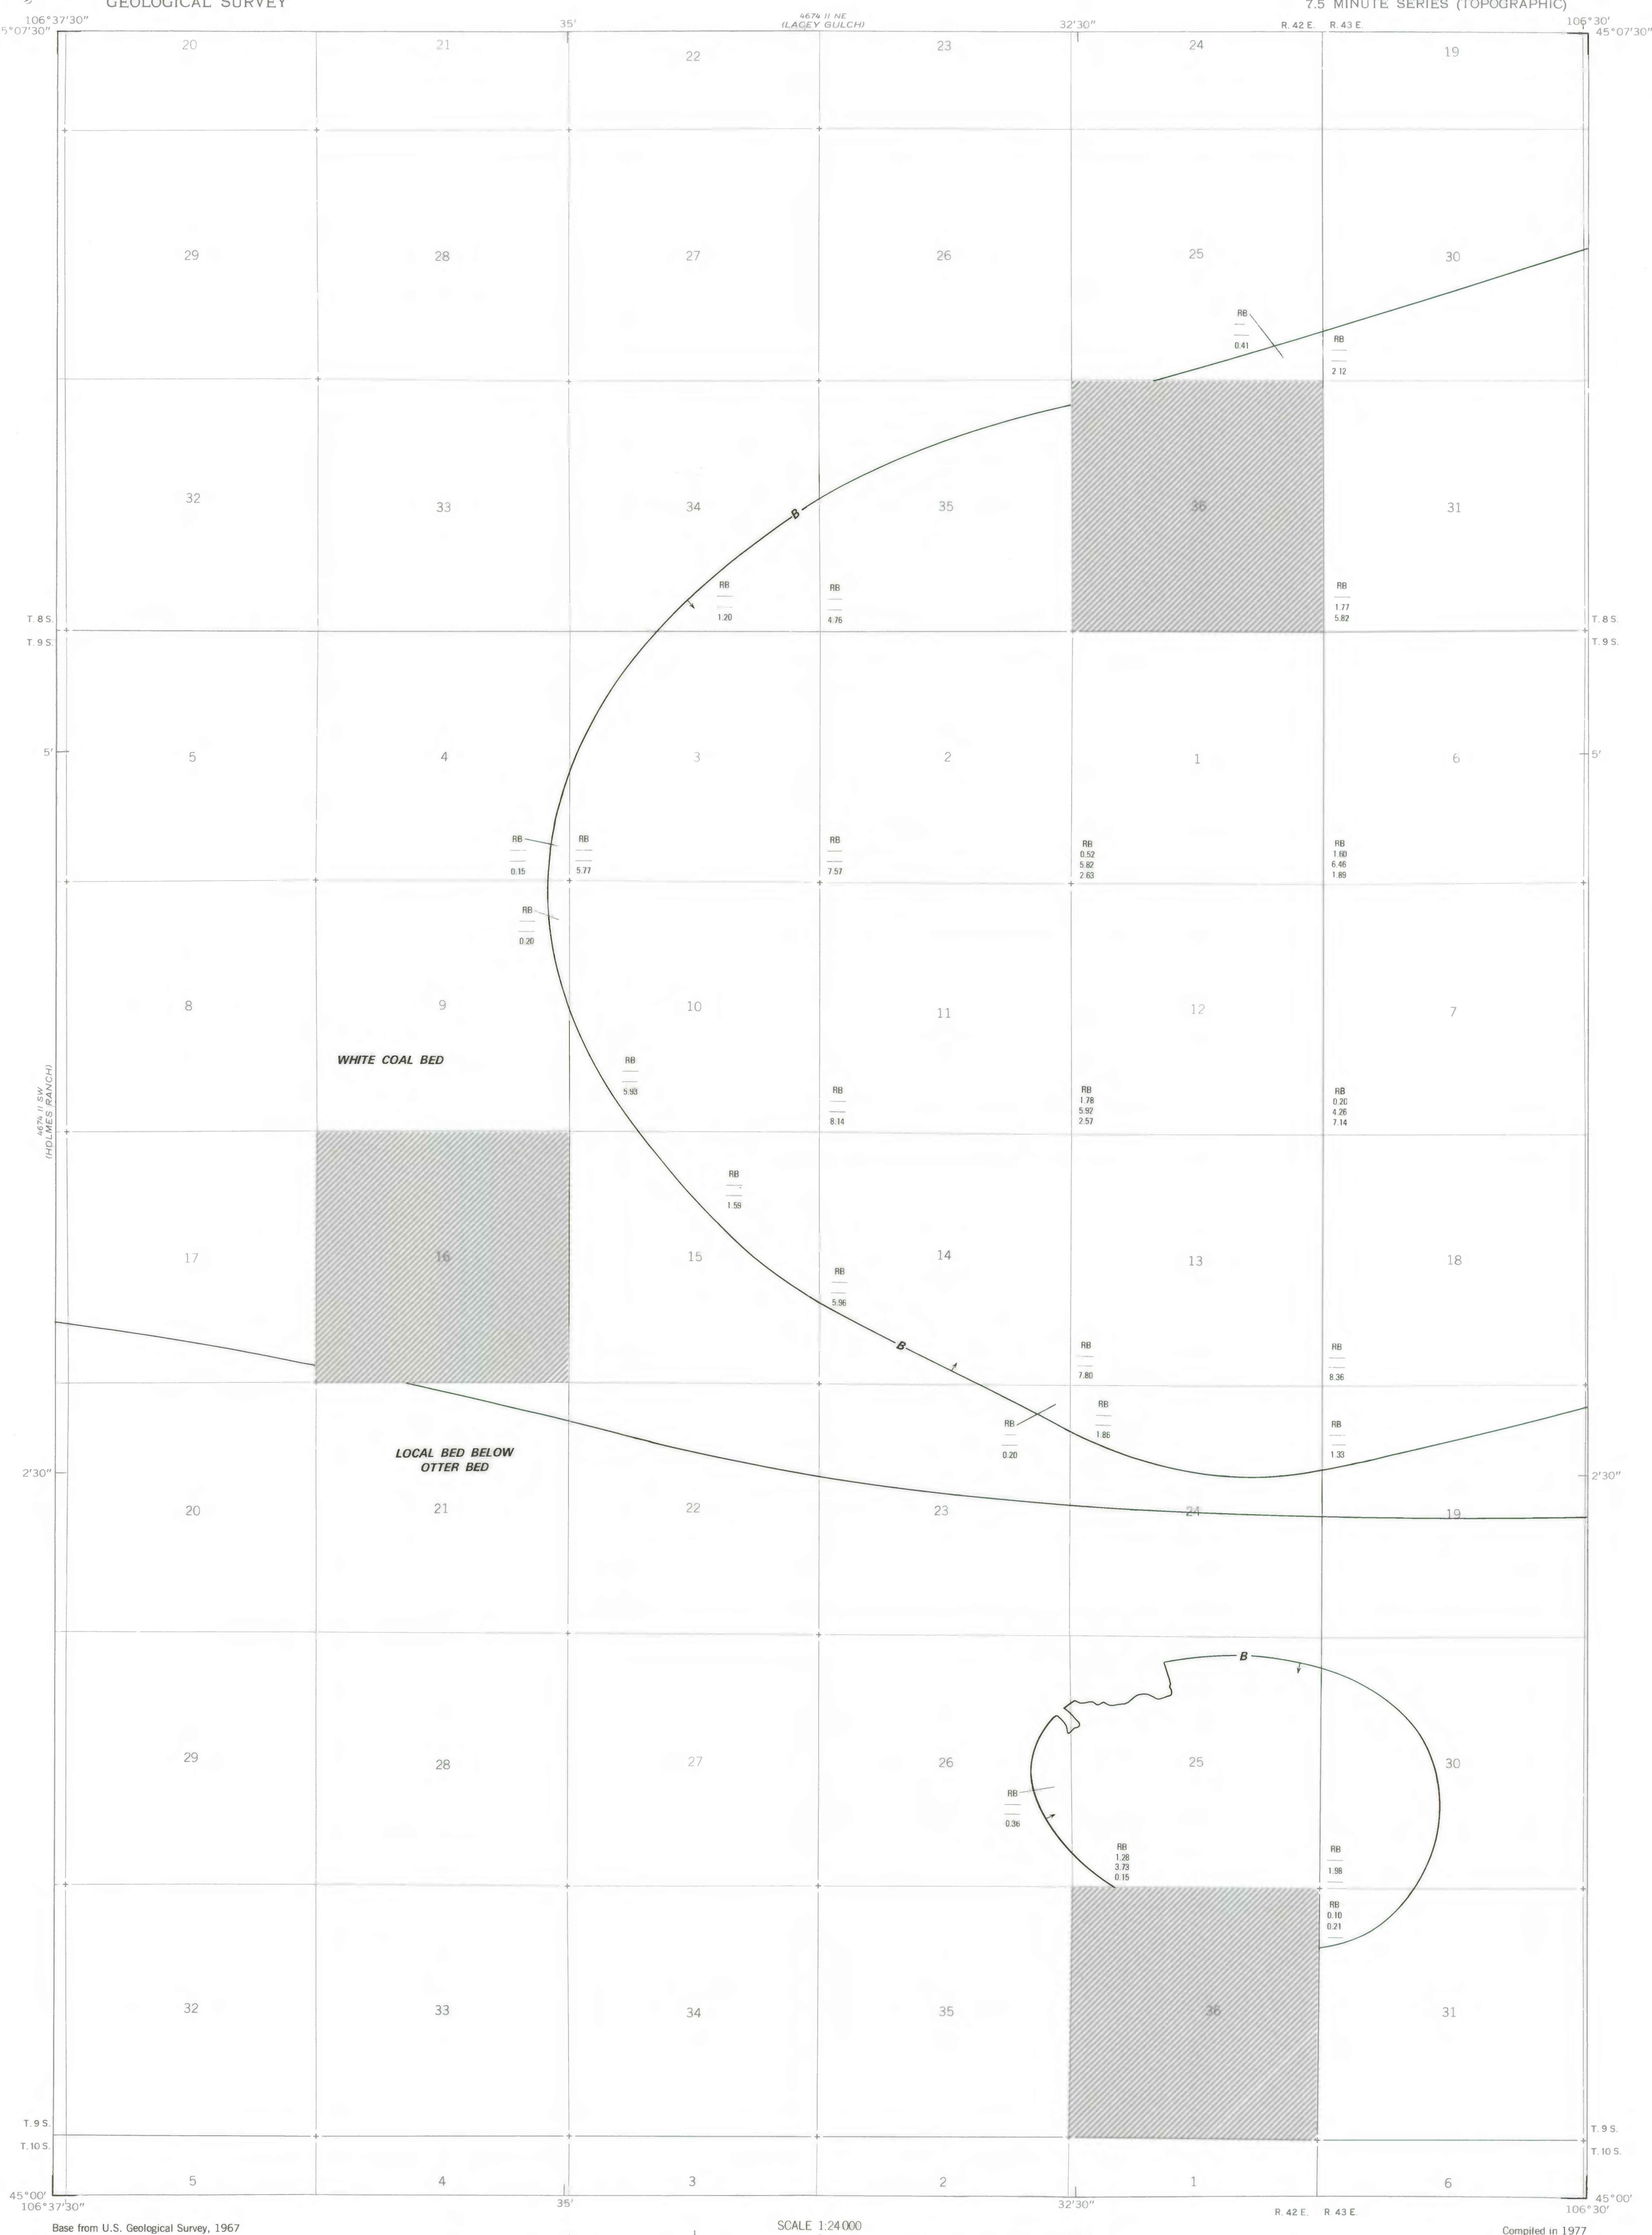 GEOLOGICAL SURVEY
7.5 MINUTE SERIES (TOPOGRAPHIC)
106°37'30"
35'
4674 II NE
(LACEY GULCH)
32'30"
R. 42 E. R. 43 E.
106°30'
5°07'30"
45°07'30"
20
21
22
23
24
19
29
28
27
26
25
30
RB
0.41
RB
2.12
32
33
34
35
36
31
B
RB
1.20
RB
4.76
RB
1.77
5.82
T. 8 S.
T. 9 S.
T. 8 S.
T. 9 S.
5'
5
4
3
2
1
6
5'
RB
0.15
RB
5.77
RB
7.57
RB
0.52
5.82
2.63
RB
1.60
6.46
1.89
RB
0.20
8
9
10
11
12
7
WHITE COAL BED
4674 II SW
(HOLMES RANCH)
RB
5.93
RB
8.14
RB
1.78
5.92
2.57
RB
0.20
4.26
7.14
RB
1.59
17
16
15
14
13
18
RB
5.96
B
RB
7.80
RB
8.36
RB
0.20
RB
1.86
RB
1.33
LOCAL BED BELOW
OTTER BED
2'30"
2'30"
20
21
22
23
24
19
B
29
28
27
26
25
30
RB
0.36
RB
1.28
3.73
0.15
RB
1.98
RB
0.10
0.21
32
33
34
35
36
31
T. 9 S.
T. 10 S.
T. 9 S.
T. 10 S.
5
4
3
2
1
6
45°00'
106°37'30"
35'
32'30"
R. 42 E. R. 43 E.
45°00'
106°30'
Base from U.S. Geological Survey, 1967
SCALE 1:24 000
Compiled in 1977